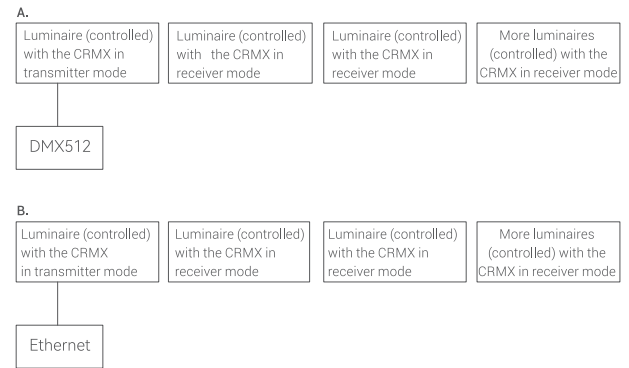 A.
Luminaire (controlled)
with the CRMX in
transmitter mode
Luminaire (controlled)
with the CRMX in
receiver mode
Luminaire (controlled)
with the CRMX in
receiver mode
More luminaires
(controlled) with the
CRMX in receiver mode
DMX512
B.
Luminaire (controlled)
with the CRMX
in transmitter mode
Luminaire (controlled)
with the CRMX in
receiver mode
Luminaire (controlled)
with the CRMX in
receiver mode
More luminaires
(controlled) with the
CRMX in receiver mode
Ethernet